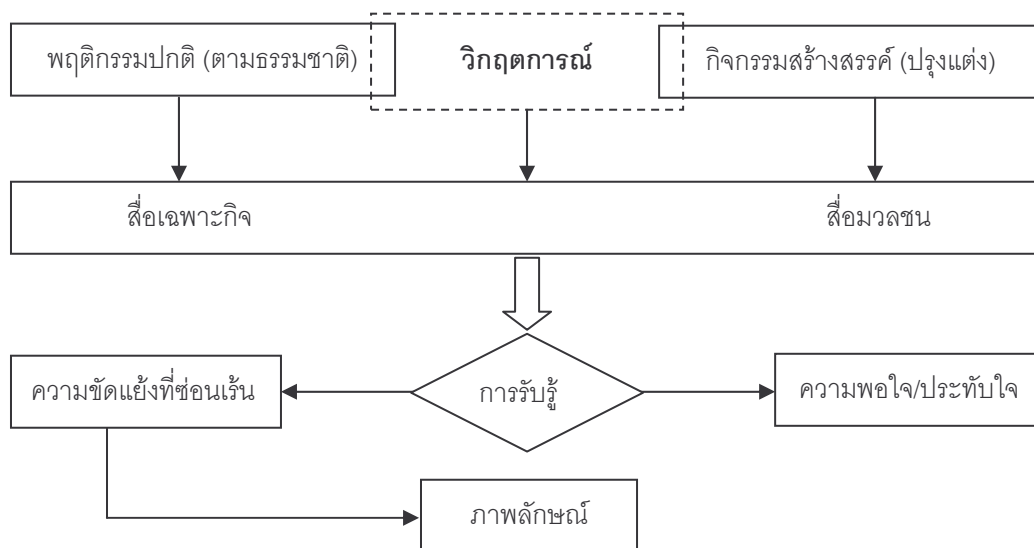 พฤติกรรมปกติ (ตามธรรมชาติ)
วิกฤตการณ์
กิจกรรมสร้างสรรค์ (ปรุงแต่ง)
สื่อเฉพาะกิจ
สื่อมวลชน
ความขัดแย้งที่ซ่อนเร้น
การรับรู้
ความพอใจ/ประทับใจ
ภาพลักษณ์